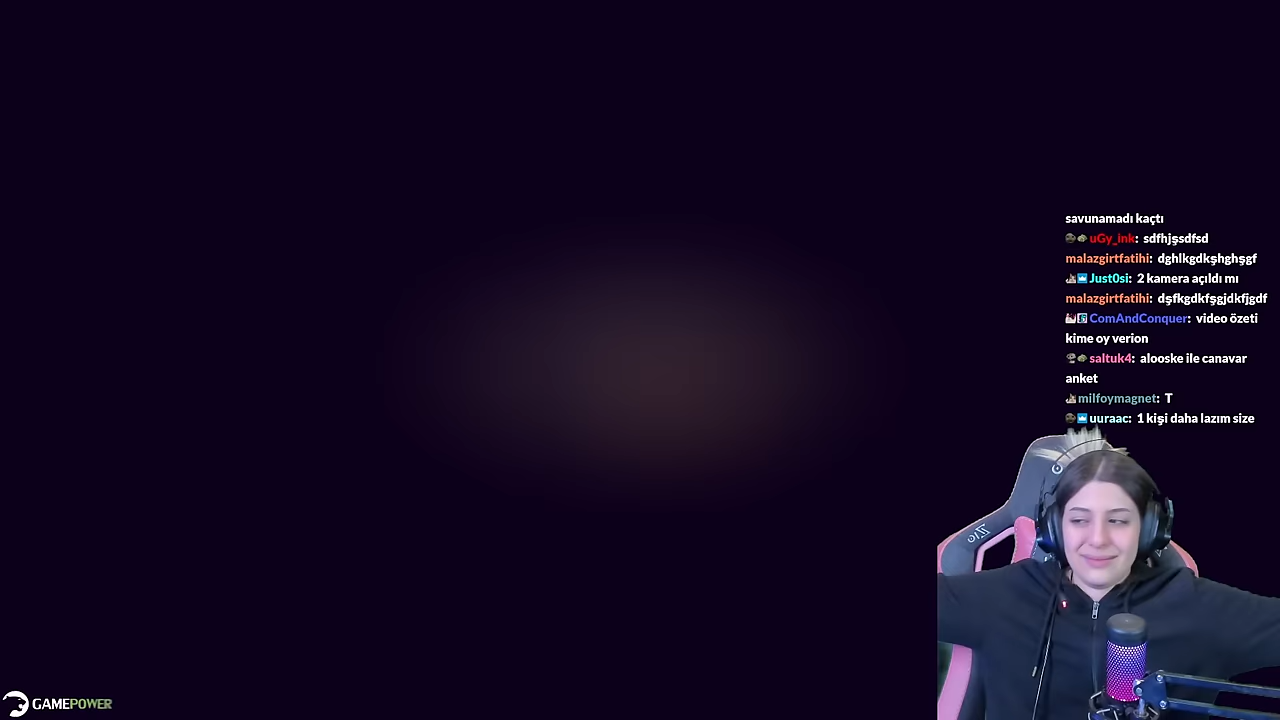 savunamadı kaçtı
uGy_ink: sdfhjşsdfsd
malazgirtfatihi: dghlkgdkşhghşgf
Just0si: 2 kamera açıldı mı
malazgirtfatihi: dşfkgdkfşgjdkfjgdf
ComAndConquer: video özeti
kime oy verion
saltuk4: alooske ile canavar
anket
milfoymagnet: T
uuraac: 1 kişi daha lazım size
GAMEPOWER